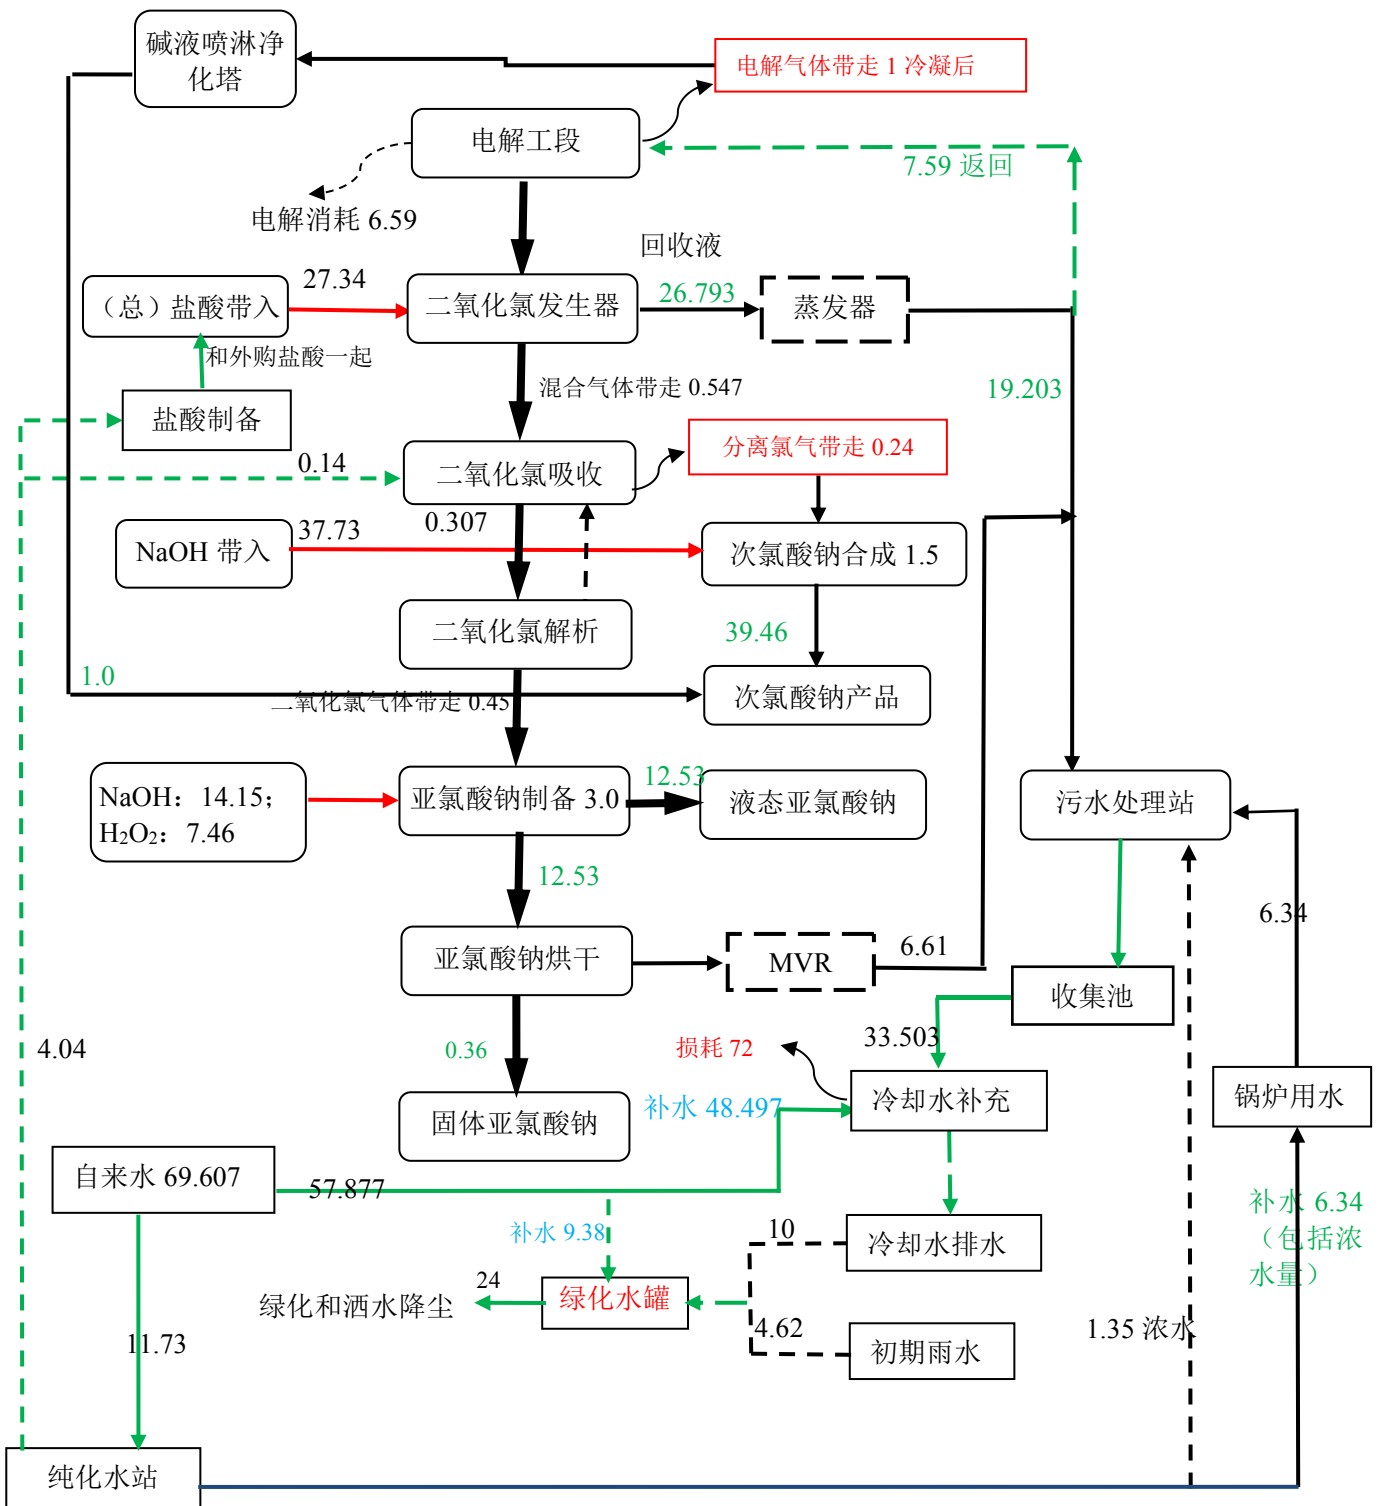 碱液喷淋净
化塔
电解气体带走 1 冷凝后
电解工段
7.59 返回
电解消耗 6.59
回收液
（总）盐酸带入
27.34
二氧化氯发生器
26.793
蒸发器
和外购盐酸一起
混合气体带走 0.547
19.203
盐酸制备
分离氯气带走 0.24
0.14
二氧化氯吸收
NaOH 带入
37.73
0.307
次氯酸钠合成 1.5
二氧化氯解析
39.46
1.0
二氧化氯气体带走 0.45
次氯酸钠产品
NaOH：14.15；
H₂O₂：7.46
亚氯酸钠制备 3.0
12.53
液态亚氯酸钠
污水处理站
12.53
6.34
亚氯酸钠烘干
MVR
6.61
收集池
4.04
0.36
损耗 72
33.503
固体亚氯酸钠
补水 48.497
冷却水补充
锅炉用水
自来水 69.607
57.877
补水 9.38
10
冷却水排水
补水 6.34
（包括浓
水量）
绿化和洒水降尘
24
绿化水罐
11.73
4.62
初期雨水
1.35 浓水
纯化水站